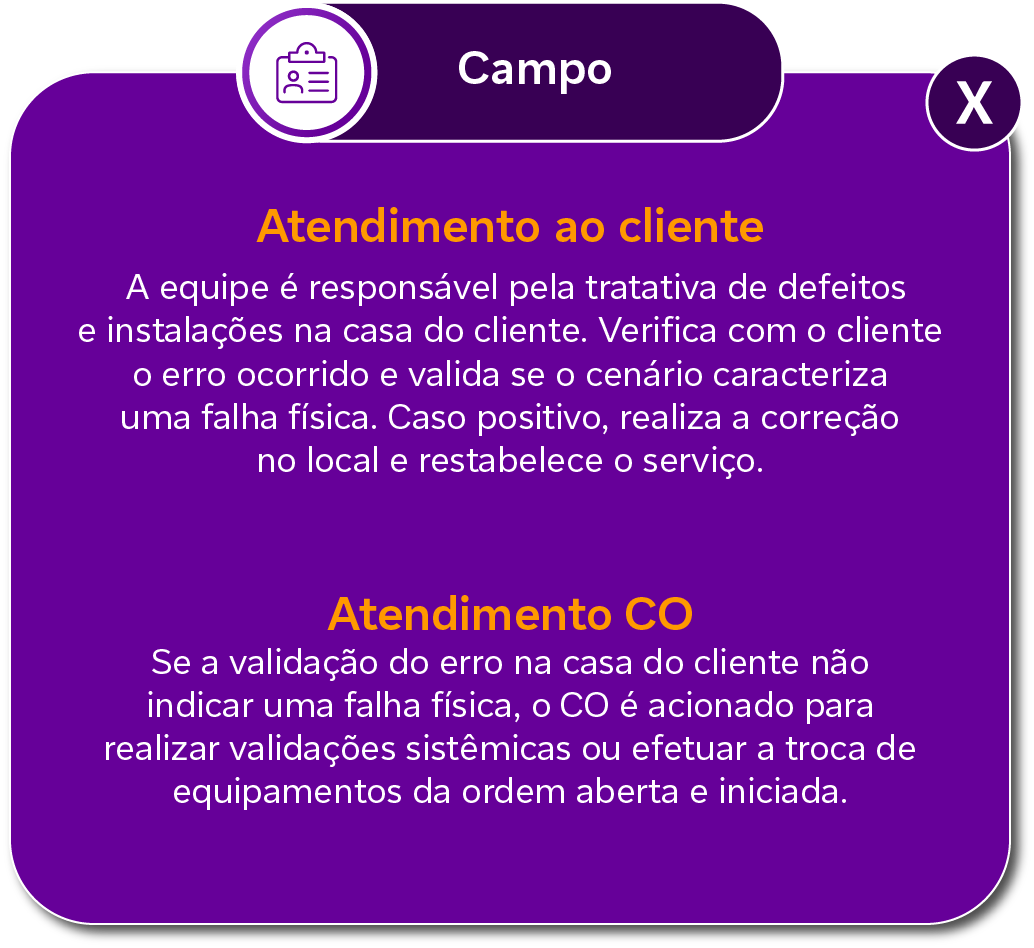 Campo
X
Atendimento ao cliente
A equipe é responsável pela tratativa de defeitos
e instalações na casa do cliente. Verifica com o cliente
o erro ocorrido e valida se o cenário caracteriza
uma falha física. Caso positivo, realiza a correção
no local e restabelece o serviço.
Atendimento CO
Se a validação do erro na casa do cliente não
indicar uma falha física, o CO é acionado para
realizar validações sistêmicas ou efetuar a troca de
equipamentos da ordem aberta e iniciada.